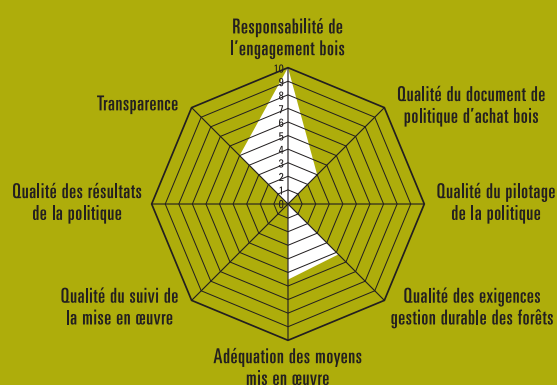 Responsabilité de
l'engagement bois
10
9
8
7
6
5
4
3
2
1
0
Transparence
Qualité du document de
politique d'achat bois
Qualité des résultats
de la politique
Qualité du pilotage
de la politique
Qualité du suivi de
la mise en œuvre
Qualité des exigences
gestion durable des forêts
Adéquation des moyens
mis en œuvre